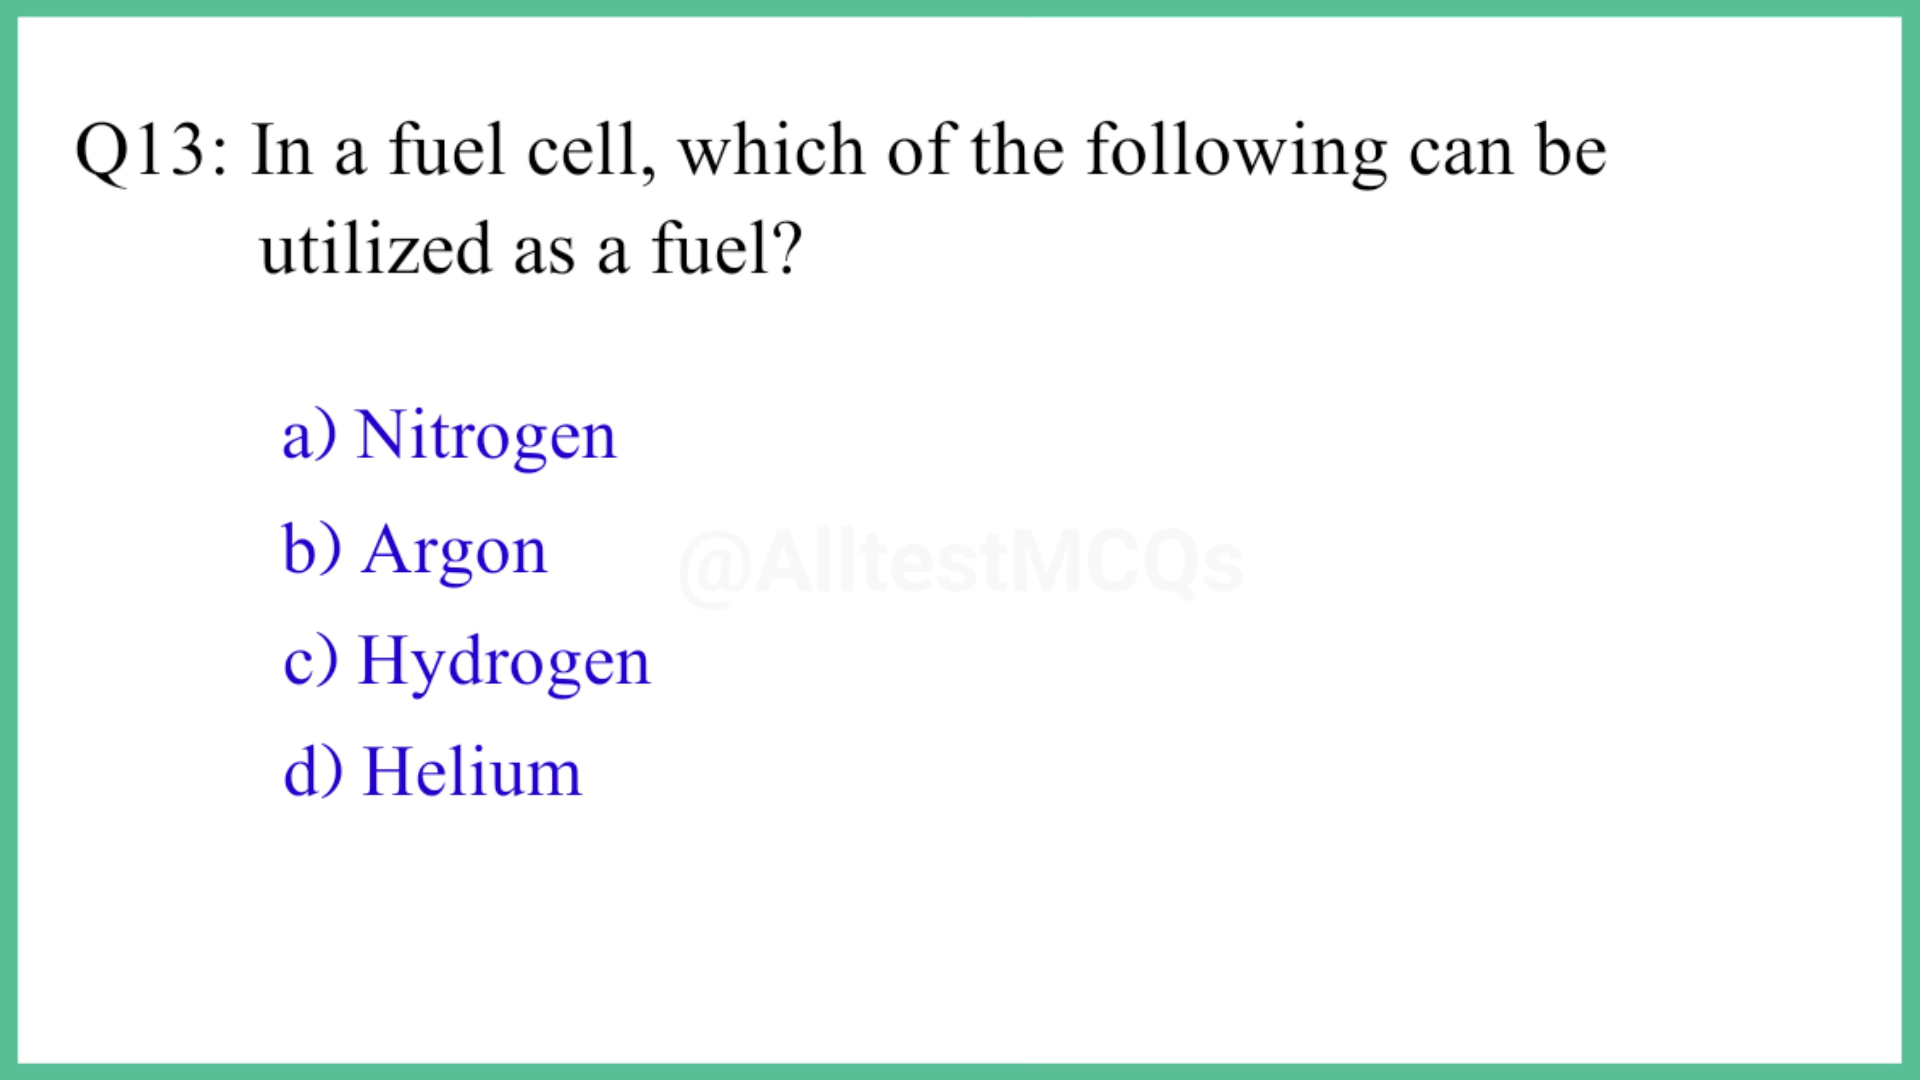 Q13: In a fuel cell, which of the following can be
utilized as a fuel?
a) Nitrogen
b) Argon
@AlltestMCQs
c) Hydrogen
d) Helium